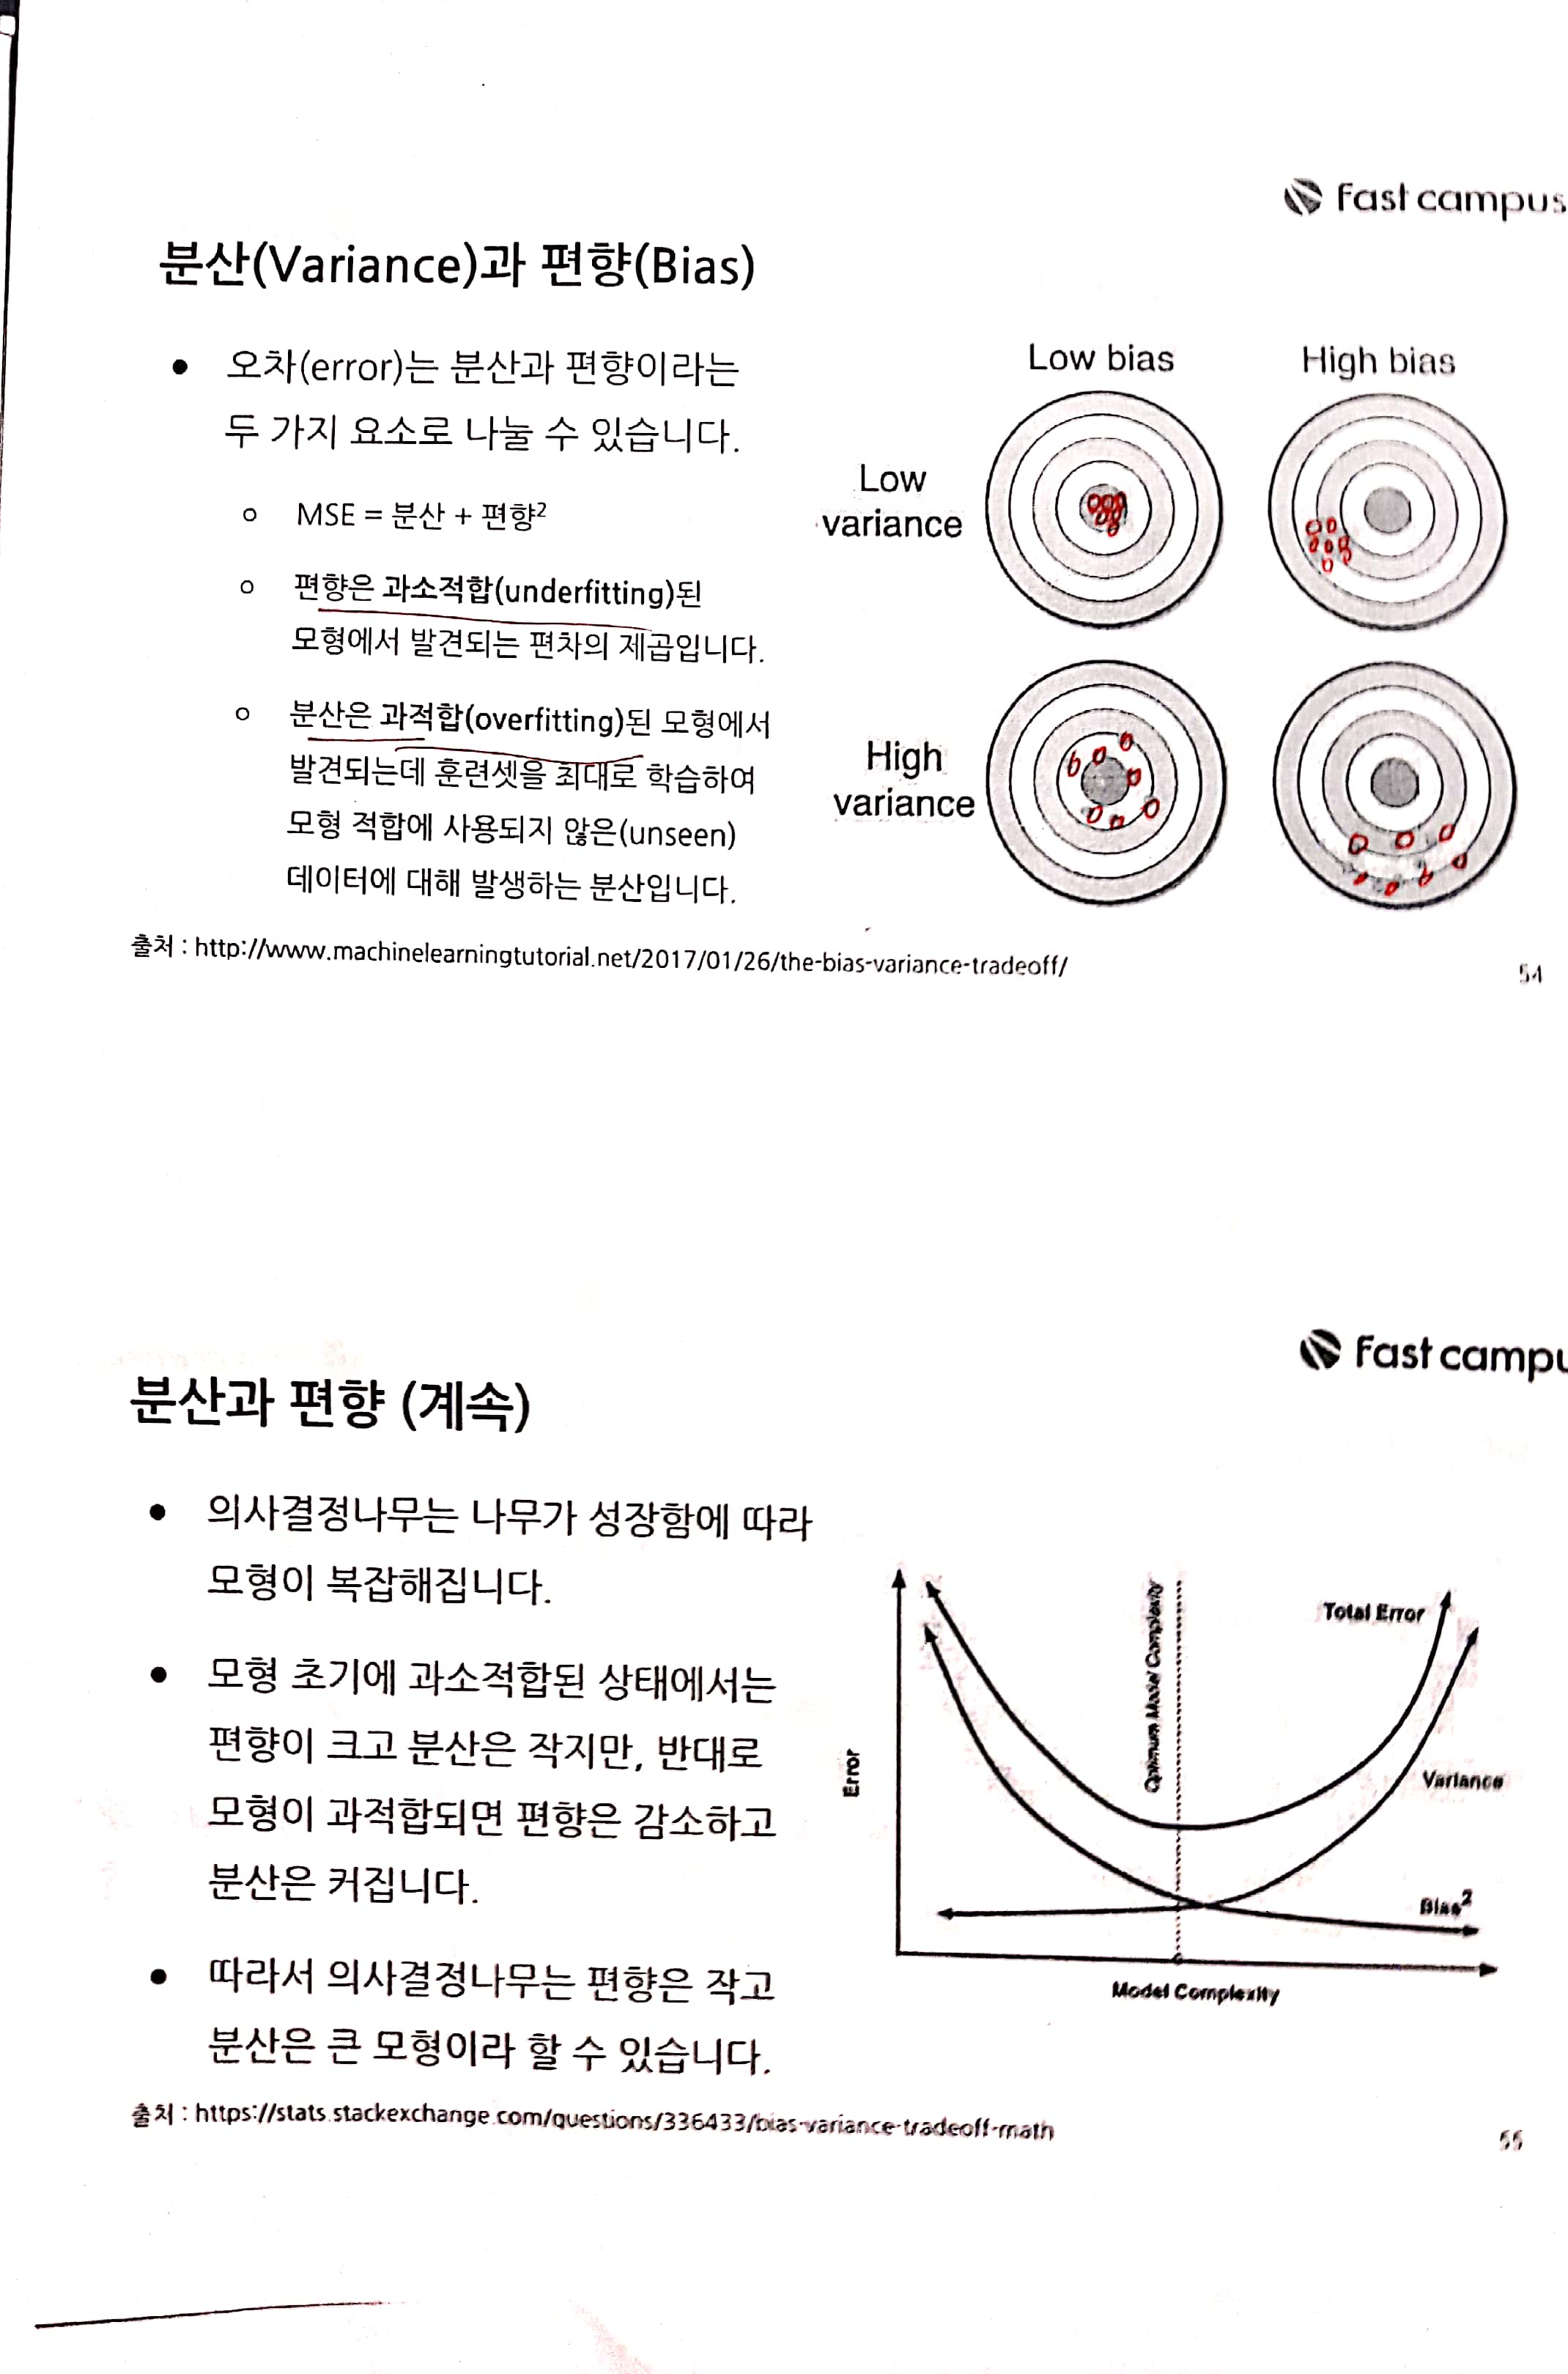 Fast campus
분산(Variance)과 편향(Bias)
● 오차(error)는 분산과 편향이라는
두 가지 요소로 나눌 수 있습니다.
○ MSE = 분산 + 편향²
○ 편향은 과소적합(underfitting)된
모형에서 발견되는 편차의 제곱입니다.
○ 분산은 과적합(overfitting)된 모형에서
발견되는데 훈련셋을 최대로 학습하여
모형 적합에 사용되지 않은(unseen)
데이터에 대해 발생하는 분산입니다.
Low bias
High bias
Low
variance
High
variance
출처 : http://www.machinelearningtutorial.net/2017/01/26/the-bias-variance-tradeoff/
54
Fast campu
분산과 편향 (계속)
● 의사결정나무는 나무가 성장함에 따라
모형이 복잡해집니다.
● 모형 초기에 과소적합된 상태에서는
편향이 크고 분산은 작지만, 반대로
모형이 과적합되면 편향은 감소하고
분산은 커집니다.
● 따라서 의사결정나무는 편향은 작고
분산은 큰 모형이라 할 수 있습니다.
Error
Optimum Model Complexity
Total Error
Variance
Bias²
Model Complexity
출처 : https://stats.stackexchange.com/questions/336433/bias-variance-tradeoff-math
55